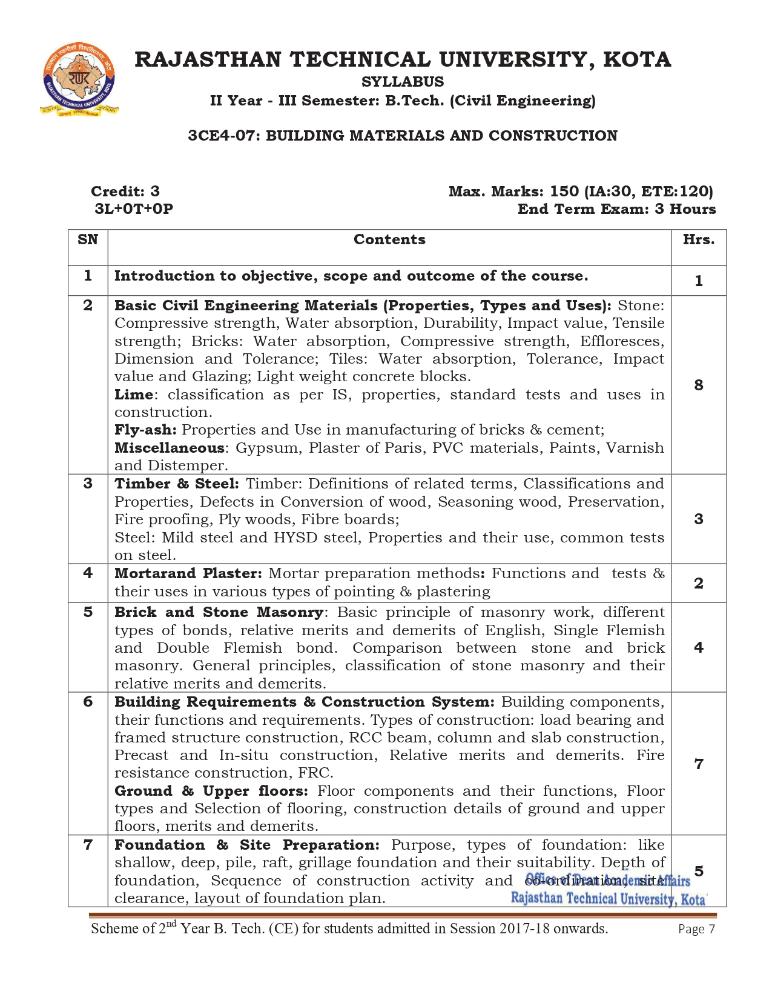 राजस्थान तकनीकी विश्वविद्यालय, कोटा
RAJASTHAN TECHNICAL UNIVERSITY, KOTA
ESTD. 2006
RAJASTHAN TECHNICAL UNIVERSITY, KOTA
SYLLABUS
II Year - III Semester: B.Tech. (Civil Engineering)
3CE4-07: BUILDING MATERIALS AND CONSTRUCTION
Credit: 3 Max. Marks: 150 (IA:30, ETE:120)
3L+0T+0P End Term Exam: 3 Hours
SN Contents Hrs.
1 Introduction to objective, scope and outcome of the course. 1
2 Basic Civil Engineering Materials (Properties, Types and Uses): Stone:
Compressive strength, Water absorption, Durability, Impact value, Tensile
strength; Bricks: Water absorption, Compressive strength, Effloresces,
Dimension and Tolerance; Tiles: Water absorption, Tolerance, Impact
value and Glazing; Light weight concrete blocks.
8
Lime: classification as per IS, properties, standard tests and uses in
construction.
Fly-ash: Properties and Use in manufacturing of bricks & cement;
Miscellaneous: Gypsum, Plaster of Paris, PVC materials, Paints, Varnish
and Distemper.
3 Timber & Steel: Timber: Definitions of related terms, Classifications and
Properties, Defects in Conversion of wood, Seasoning wood, Preservation,
Fire proofing, Ply woods, Fibre boards; 3
Steel: Mild steel and HYSD steel, Properties and their use, common tests
on steel.
4 Mortarand Plaster: Mortar preparation methods: Functions and tests &
their uses in various types of pointing & plastering 2
5 Brick and Stone Masonry: Basic principle of masonry work, different
types of bonds, relative merits and demerits of English, Single Flemish
and Double Flemish bond. Comparison between stone and brick 4
masonry. General principles, classification of stone masonry and their
relative merits and demerits.
6 Building Requirements & Construction System: Building components,
their functions and requirements. Types of construction: load bearing and
framed structure construction, RCC beam, column and slab construction,
Precast and In-situ construction, Relative merits and demerits. Fire
resistance construction, FRC. 7
Ground & Upper floors: Floor components and their functions, Floor
types and Selection of flooring, construction details of ground and upper
floors, merits and demerits.
7 Foundation & Site Preparation: Purpose, types of foundation: like
shallow, deep, pile, raft, grillage foundation and their suitability. Depth of
foundation, Sequence of construction activity and co-ordination, site 5
clearance, layout of foundation plan.
Office of Dean Academic Affairs
Rajasthan Technical University, Kota
Scheme of 2nd Year B. Tech. (CE) for students admitted in Session 2017-18 onwards. Page 7